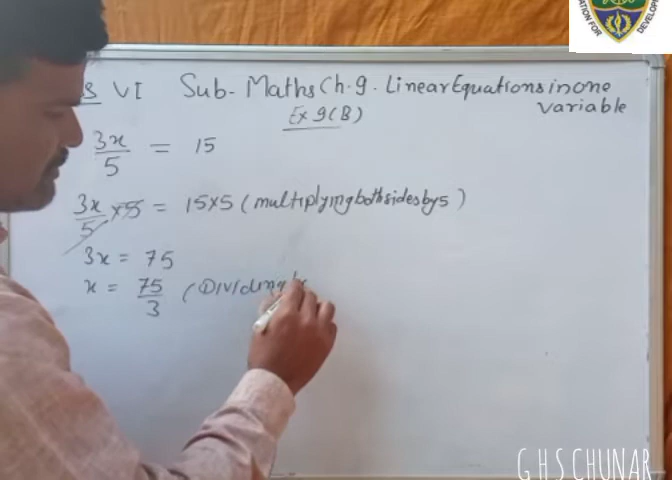 VI Sub- Maths Ch.9. Linear Equations in one variable
Ex 9(B)
3x/5 = 15
3x/5 × 5 = 15×5 (multiplying both sides by 5)
3x = 75
x = 75/3 (Dividing
G H S CHUNAR